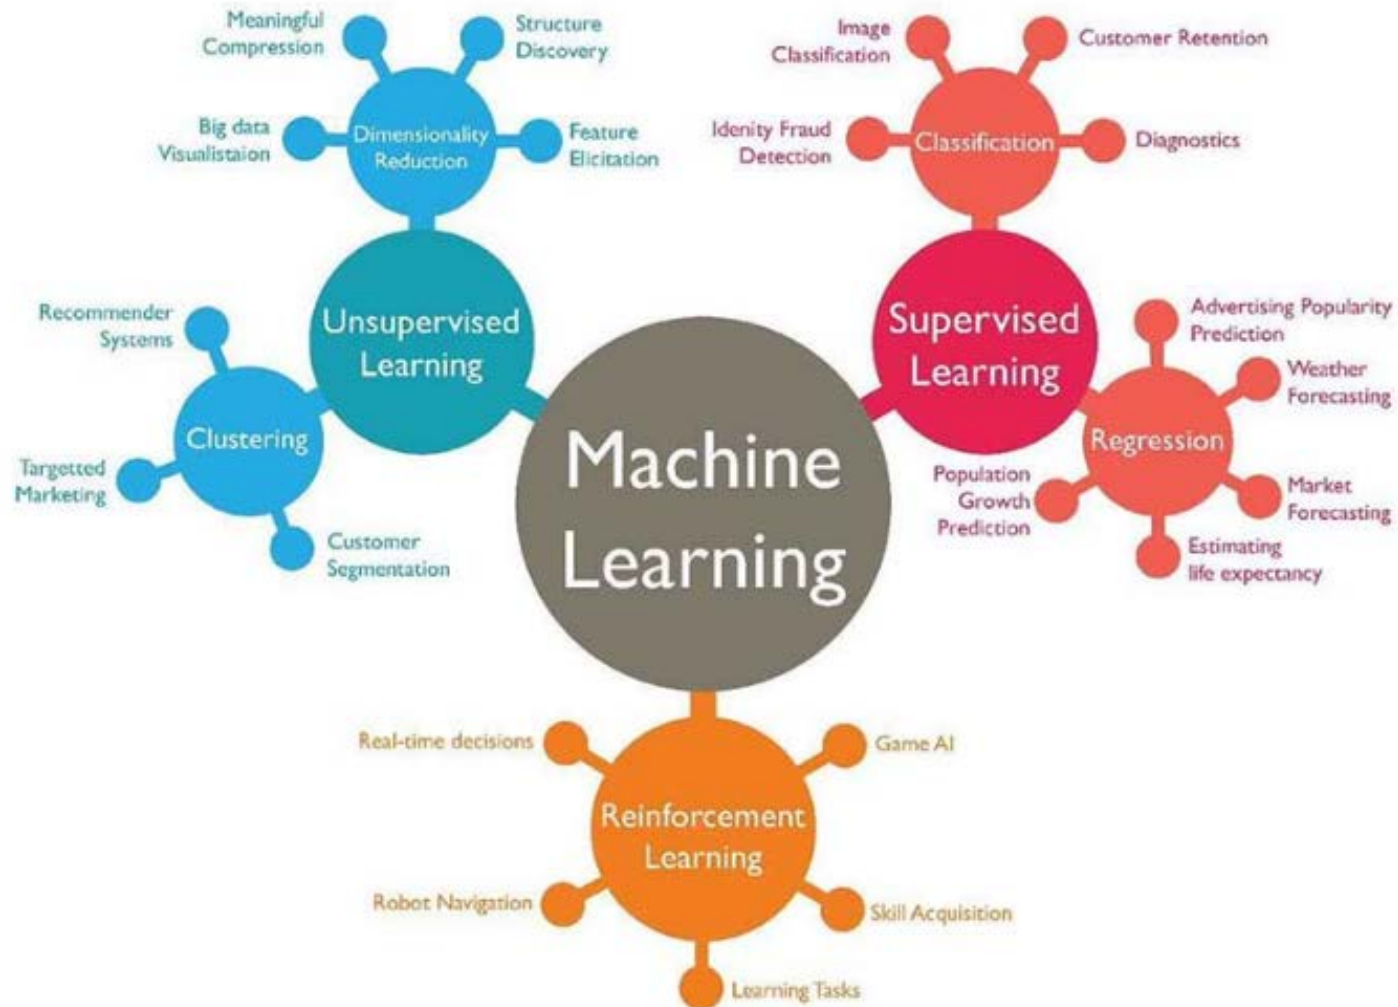 Meaningful
Compression
Structure
Discovery
Big data
Visualistaion
Dimensionality
Reduction
Feature
Elicitation
Image
Classification
Customer Retention
Idenity Fraud
Detection
Classification
Diagnostics
Unsupervised
Learning
Supervised
Learning
Recommender
Systems
Clustering
Targetted
Marketing
Customer
Segmentation
Machine
Learning
Advertising Popularity
Prediction
Weather
Forecasting
Regression
Population
Growth
Prediction
Market
Forecasting
Estimating
life expectancy
Real-time decisions
Game AI
Reinforcement
Learning
Robot Navigation
Skill Acquisition
Learning Tasks